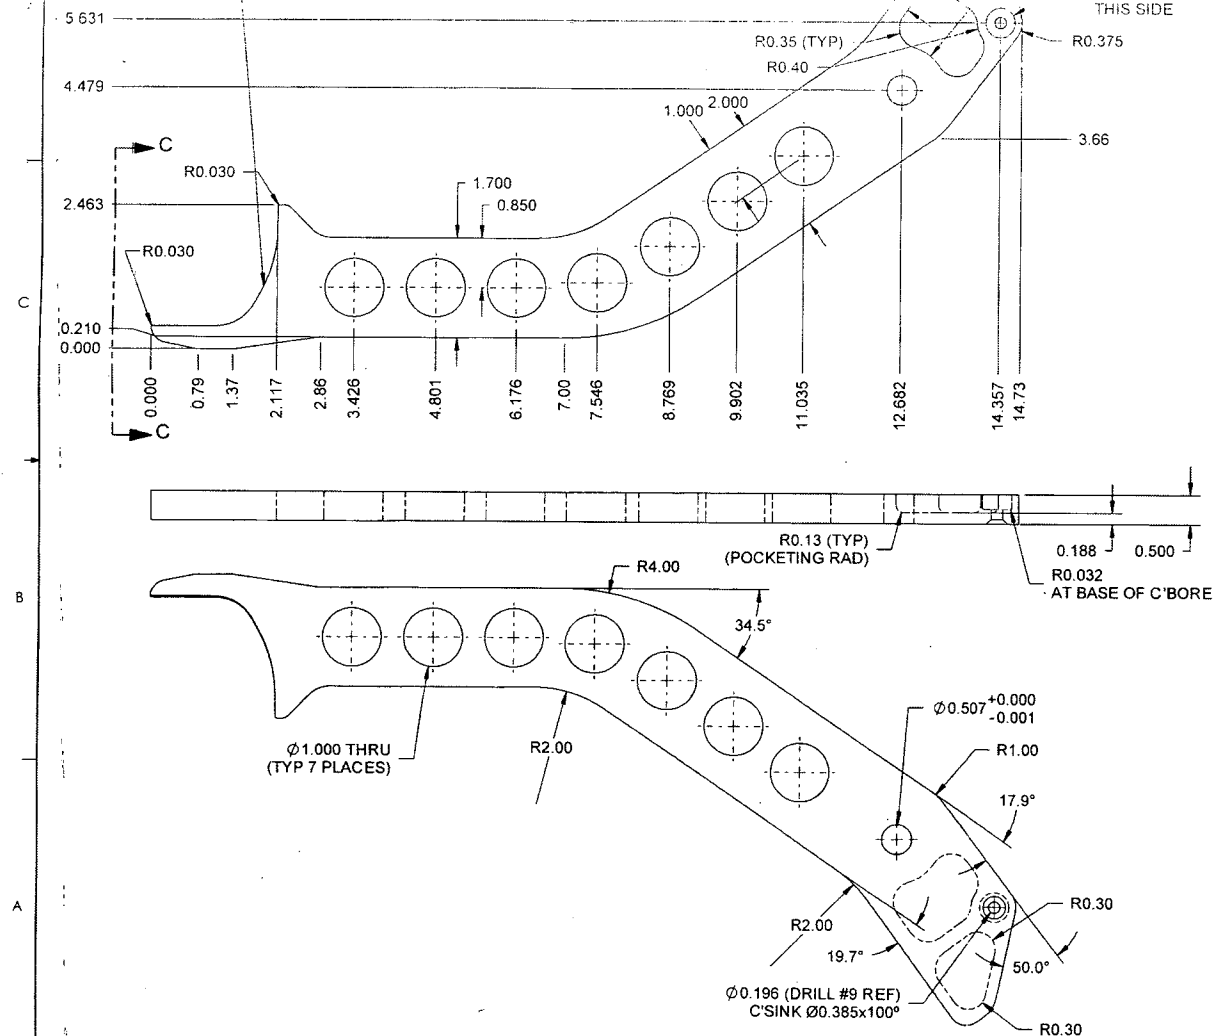 5 631
THIS SIDE
R0.35 (TYP)
R0.375
R0.40
4.479
1.000
2.000
3.66
C
R0.030
1.700
2.463
0.850
R0.030
C
0.210
0.000
0.000
0.79
1.37
2.117
2.86
3.426
4.801
6.176
7.00
7.546
8.769
9.902
11.035
12.682
14.357
14.73
C
R0.13 (TYP)
(POCKETING RAD)
0.188
0.500
R0.032
AT BASE OF C'BORE
B
R4.00
34.5°
Ø0.507 +0.000
-0.001
Ø1.000 THRU
(TYP 7 PLACES)
R2.00
R1.00
17.9°
A
R2.00
R0.30
19.7°
50.0°
Ø0.196 (DRILL #9 REF)
C'SINK Ø0.385x100°
R0.30